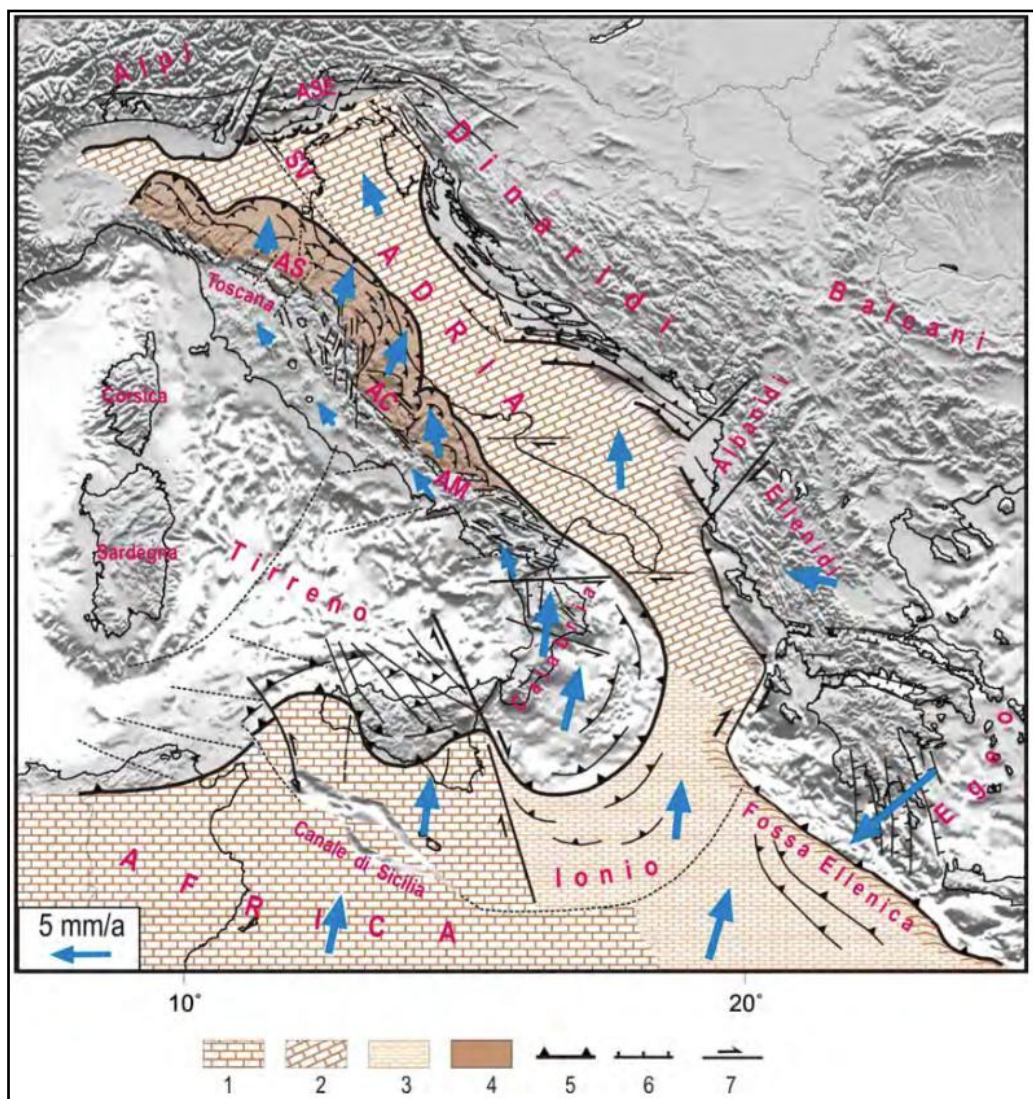 Alpi
ASE
Dinaridi
SV
ADRIA
AS
Toscana
Balcani
Corsica
AC
Albanidi
AM
Ellenidi
Sardegna
Tirreno
Calabria
Egeo
Canale di Sicilia
Ionio
Fossa Ellenica
AFRICA
5 mm/a
10°
20°
1 2 3 4 5 6 7